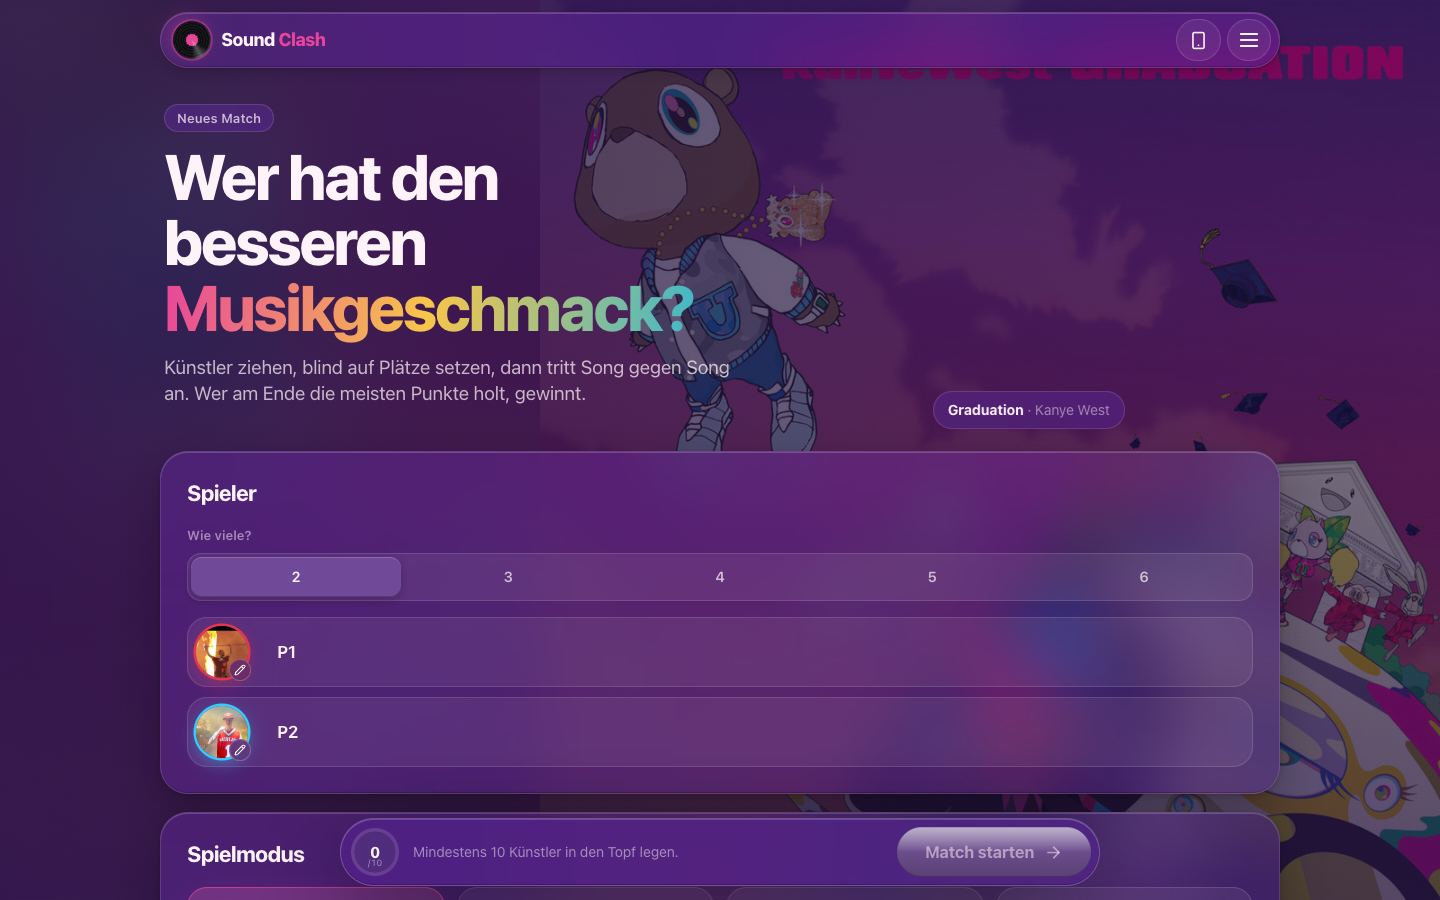 Sound Clash
KanYeWest GRADUATION
Neues Match
Wer hat den
besseren
Musikgeschmack?
Künstler ziehen, blind auf Plätze setzen, dann tritt Song gegen Song
an. Wer am Ende die meisten Punkte holt, gewinnt.
Graduation · Kanye West
Spieler
Wie viele?
2 3 4 5 6
P1
P2
Spielmodus
0
/10
Mindestens 10 Künstler in den Topf legen.
Match starten
U